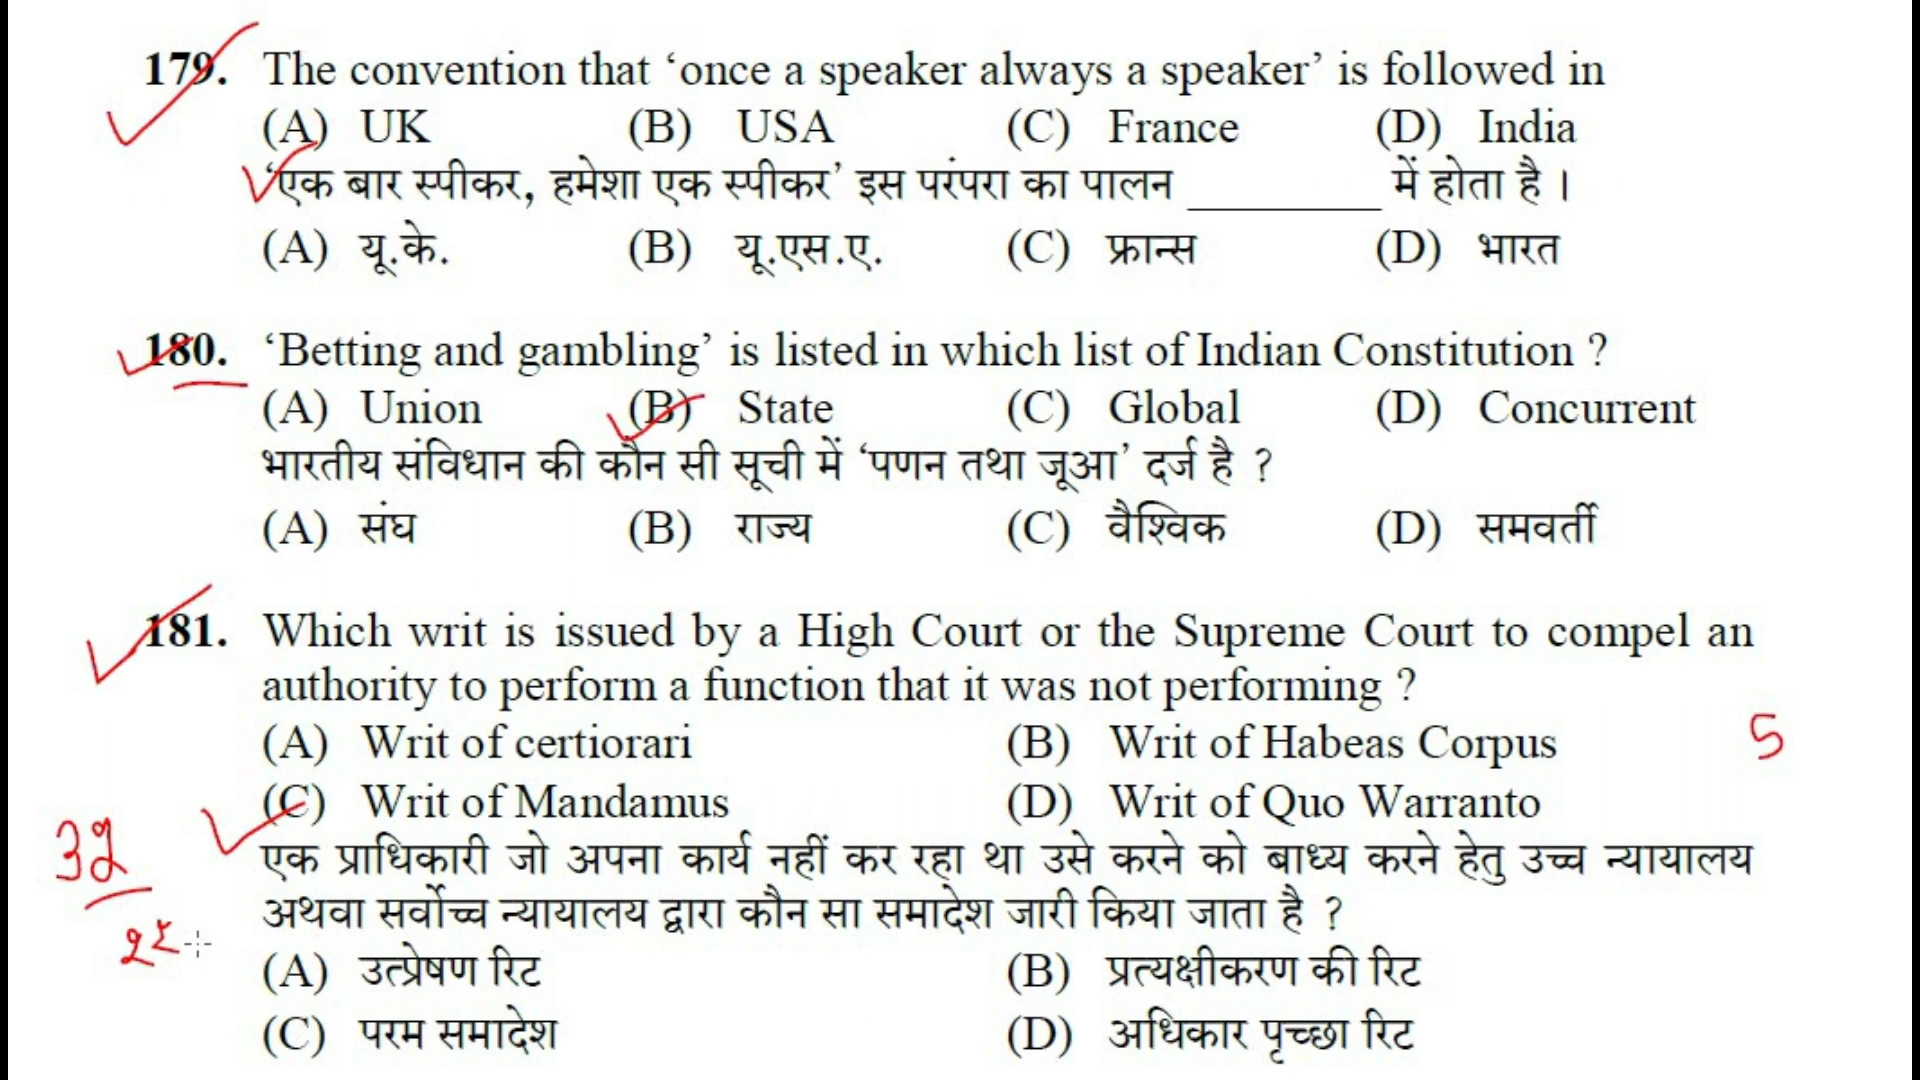 179. The convention that ‘once a speaker always a speaker’ is followed in
(A) UK (B) USA (C) France (D) India
‘एक बार स्पीकर, हमेशा एक स्पीकर’ इस परंपरा का पालन ________ में होता है ।
(A) यू.के. (B) यू.एस.ए. (C) फ्रान्स (D) भारत
180. ‘Betting and gambling’ is listed in which list of Indian Constitution ?
(A) Union (B) State (C) Global (D) Concurrent
भारतीय संविधान की कौन सी सूची में ‘पणन तथा जूआ’ दर्ज है ?
(A) संघ (B) राज्य (C) वैश्विक (D) समवर्ती
181. Which writ is issued by a High Court or the Supreme Court to compel an
authority to perform a function that it was not performing ?
(A) Writ of certiorari (B) Writ of Habeas Corpus
5
(C) Writ of Mandamus (D) Writ of Quo Warranto
32
एक प्राधिकारी जो अपना कार्य नहीं कर रहा था उसे करने को बाध्य करने हेतु उच्च न्यायालय
अथवा सर्वोच्च न्यायालय द्वारा कौन सा समादेश जारी किया जाता है ?
(A) उत्प्रेषण रिट (B) प्रत्यक्षीकरण की रिट
(C) परम समादेश (D) अधिकार पृच्छा रिट